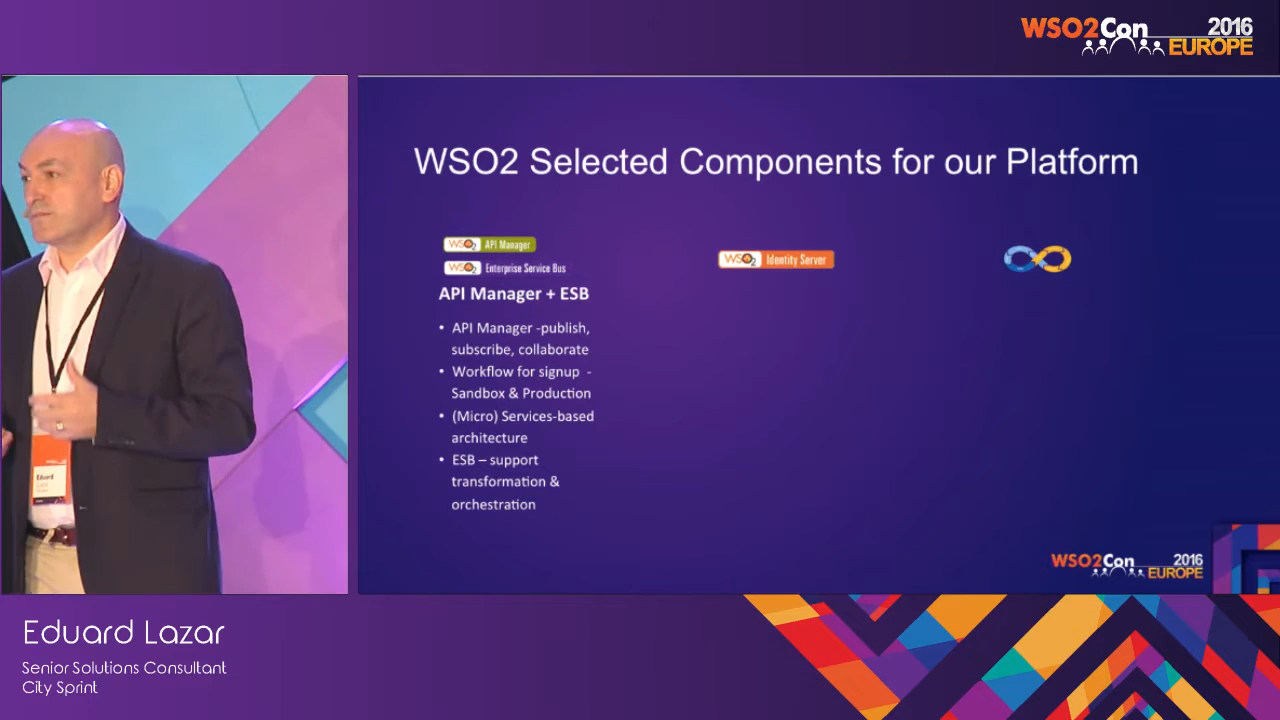 WSO2Con 2016
EUROPE
WSO2 Selected Components for our Platform
WSO2 API Manager
WSO2 Enterprise Service Bus
API Manager + ESB
• API Manager -publish,
subscribe, collaborate
• Workflow for signup -
Sandbox & Production
• (Micro) Services-based
architecture
• ESB – support
transformation &
orchestration
WSO2 Identity Server
WSO2Con 2016
EUROPE
Eduard
Eduard Lazar
Senior Solutions Consultant
City Sprint